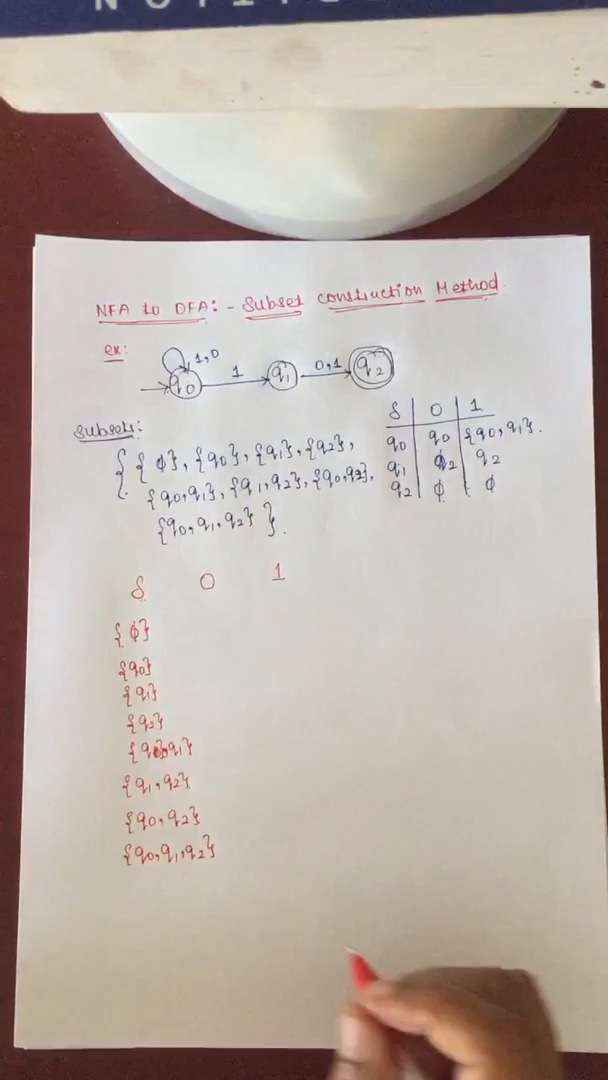 NFA to DFA: - Subset construction Method
ex:
1,0
1
0,1
q0
q1
q2
Subsets:
{ {ϕ}, {q0}, {q1}, {q2},
{q0,q1}, {q1,q2}, {q0,q2},
{q0,q1,q2} }.
δ 0 1
q0 q0 {q0,q1}.
q1 q2 q2
q2 ϕ ϕ
δ 0 1
{ϕ}
{q0}
{q1}
{q2}
{q0,q1}
{q1,q2}
{q0,q2}
{q0,q1,q2}